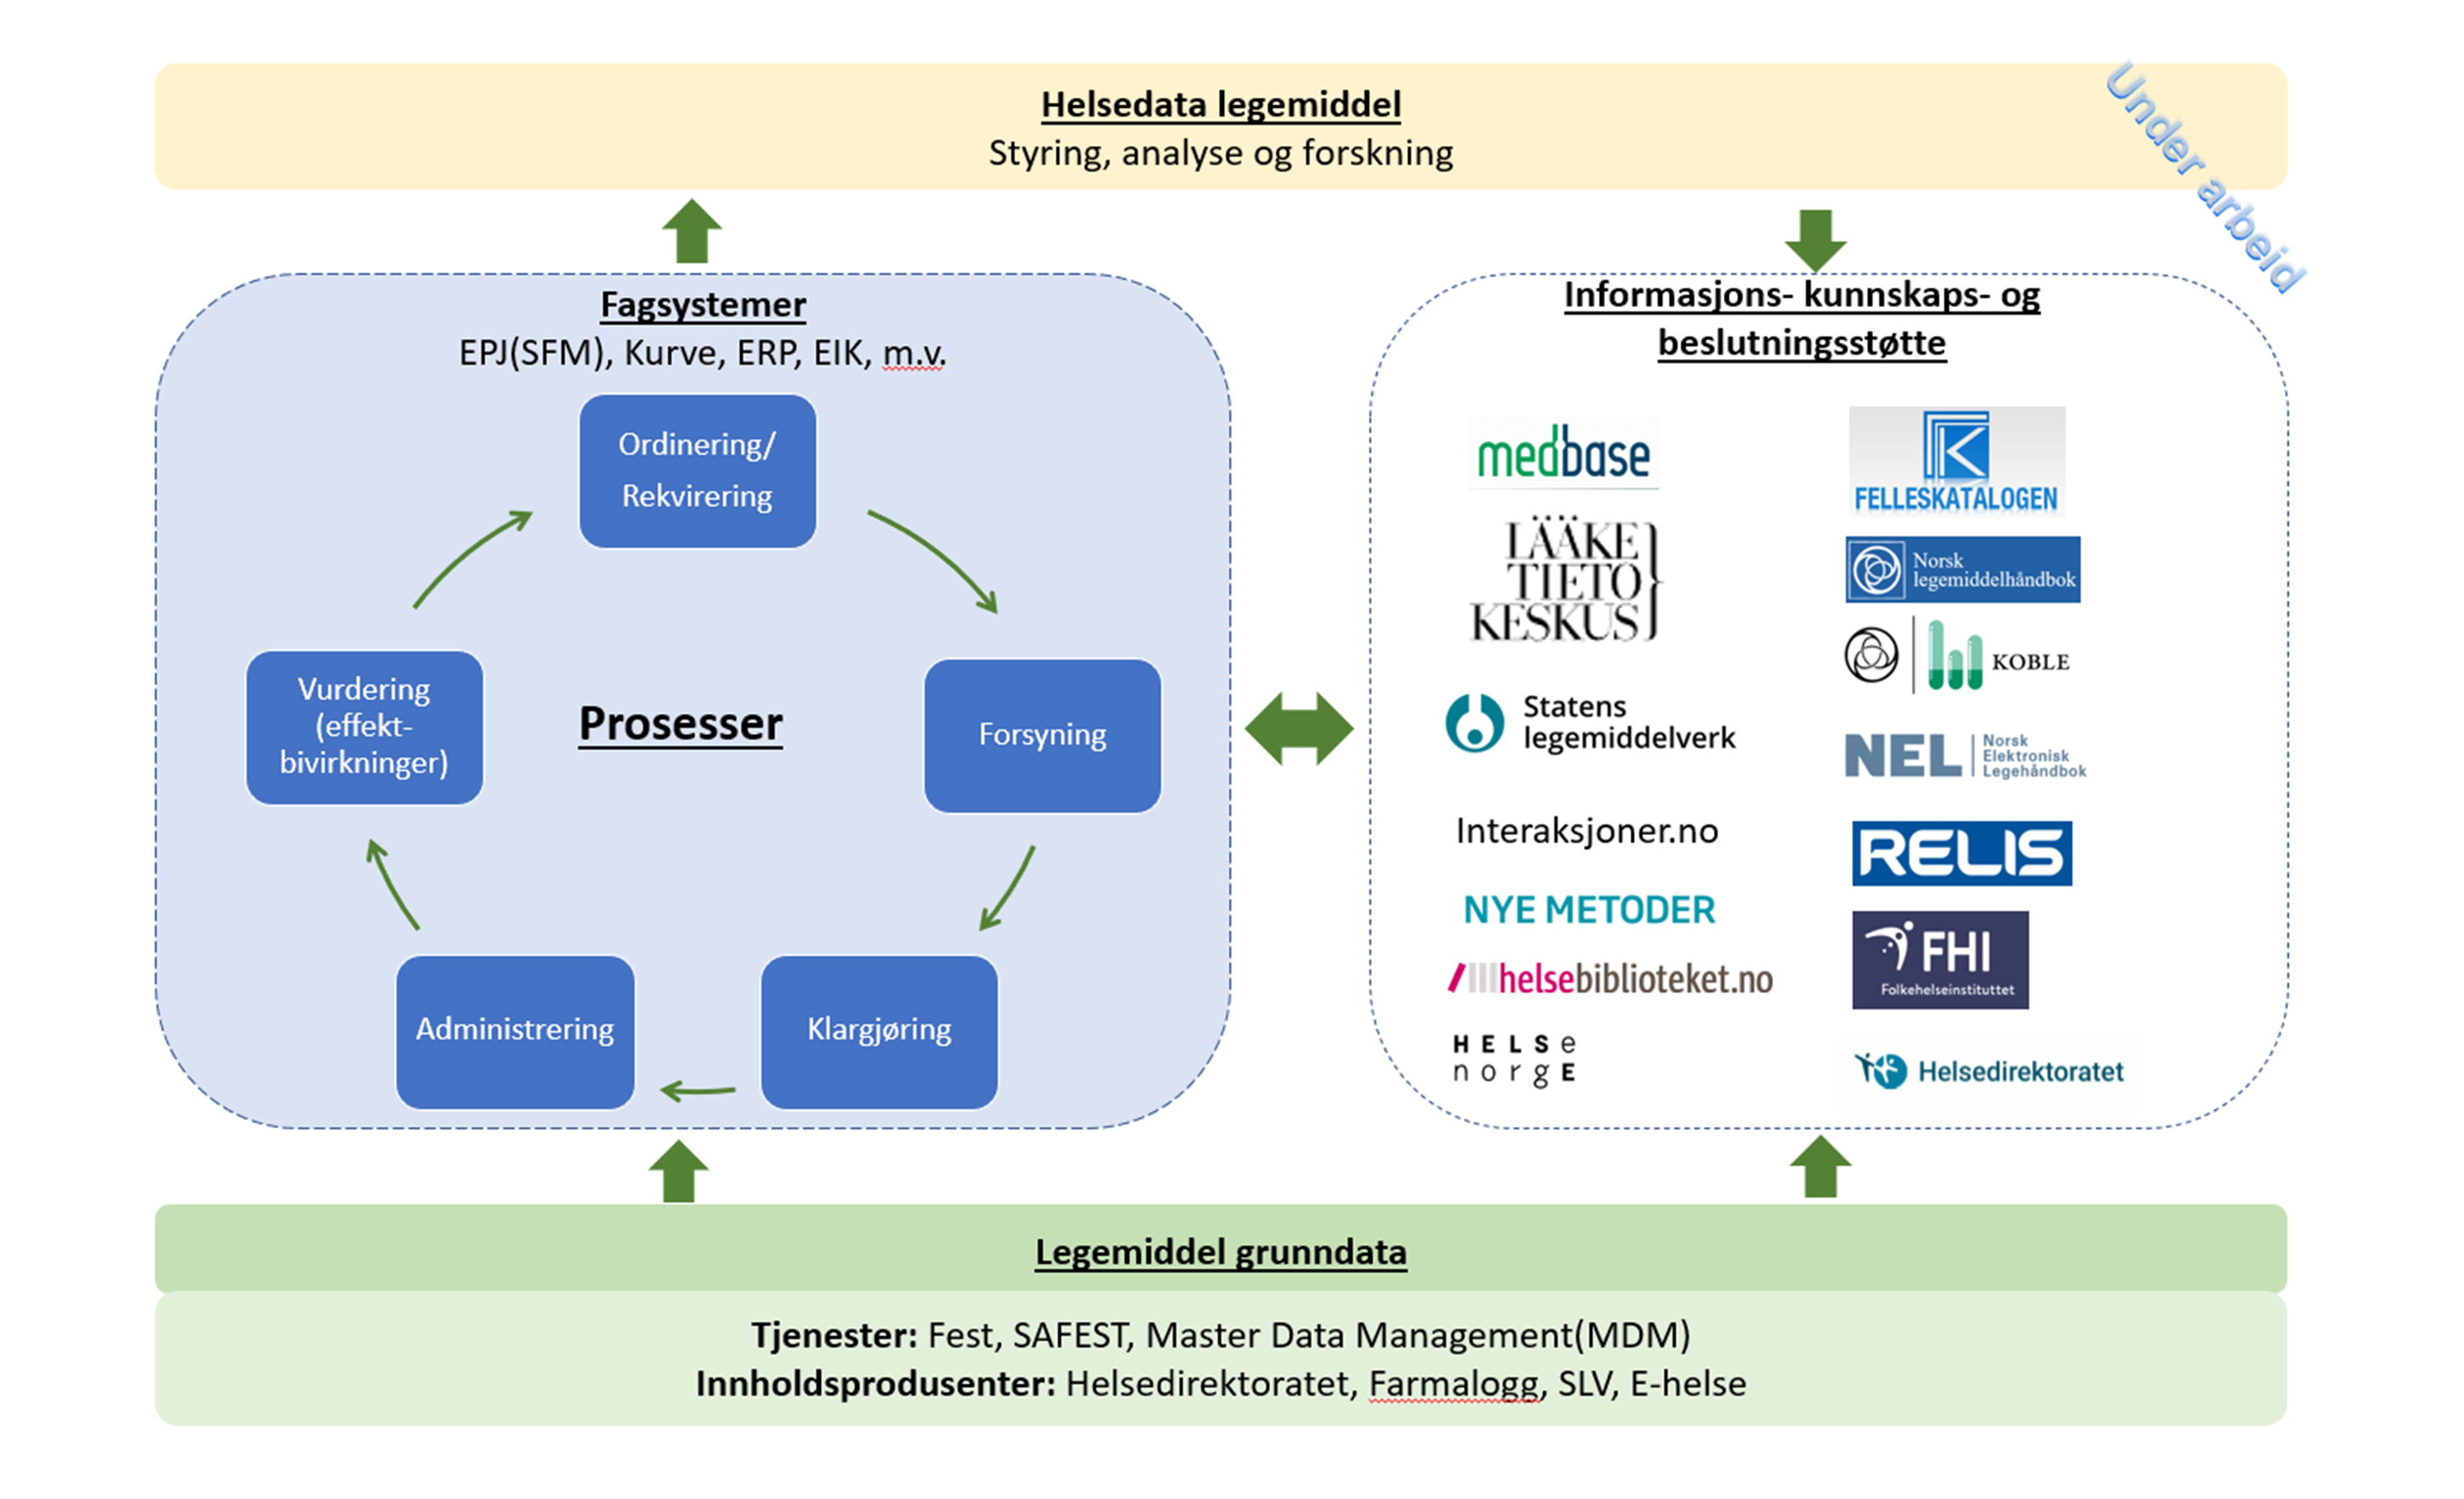 Helsedata legemiddel
Styring, analyse og forskning
Under arbeid
Fagsystemer
EPJ(SFM), Kurve, ERP, EIK, m.v.
Ordinering/
Rekvirering
Forsyning
Klargjøring
Administrering
Vurdering
(effekt-
bivirkninger)
Prosesser
Informasjons- kunnskaps- og
beslutningsstøtte
medbase
LÄÄKE
TIETO
KESKUS
Statens
legemiddelverk
Interaksjoner.no
NYE METODER
helsebiblioteket.no
HELSe
norgE
FELLESKATALOGEN
Norsk
legemiddelhåndbok
KOBLE
NEL
Norsk
Elektronisk
Legehåndbok
RELIS
FHI
Folkehelseinstituttet
Helsedirektoratet
Legemiddel grunndata
Tjenester: Fest, SAFEST, Master Data Management(MDM)
Innholdsprodusenter: Helsedirektoratet, Farmalogg, SLV, E-helse